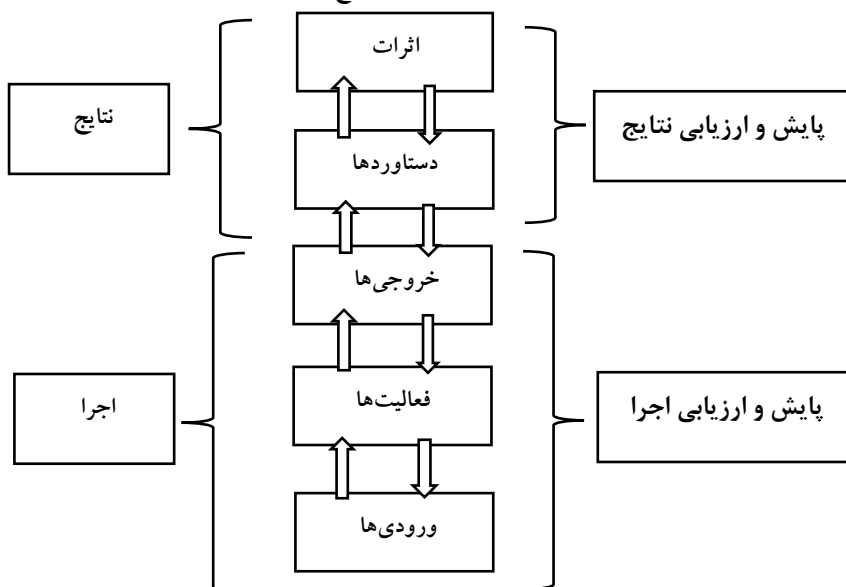 اثرات
نتایج
پایش و ارزیابی نتایج
دستاوردها
خروجی‌ها
فعالیت‌ها
اجرا
پایش و ارزیابی اجرا
ورودی‌ها